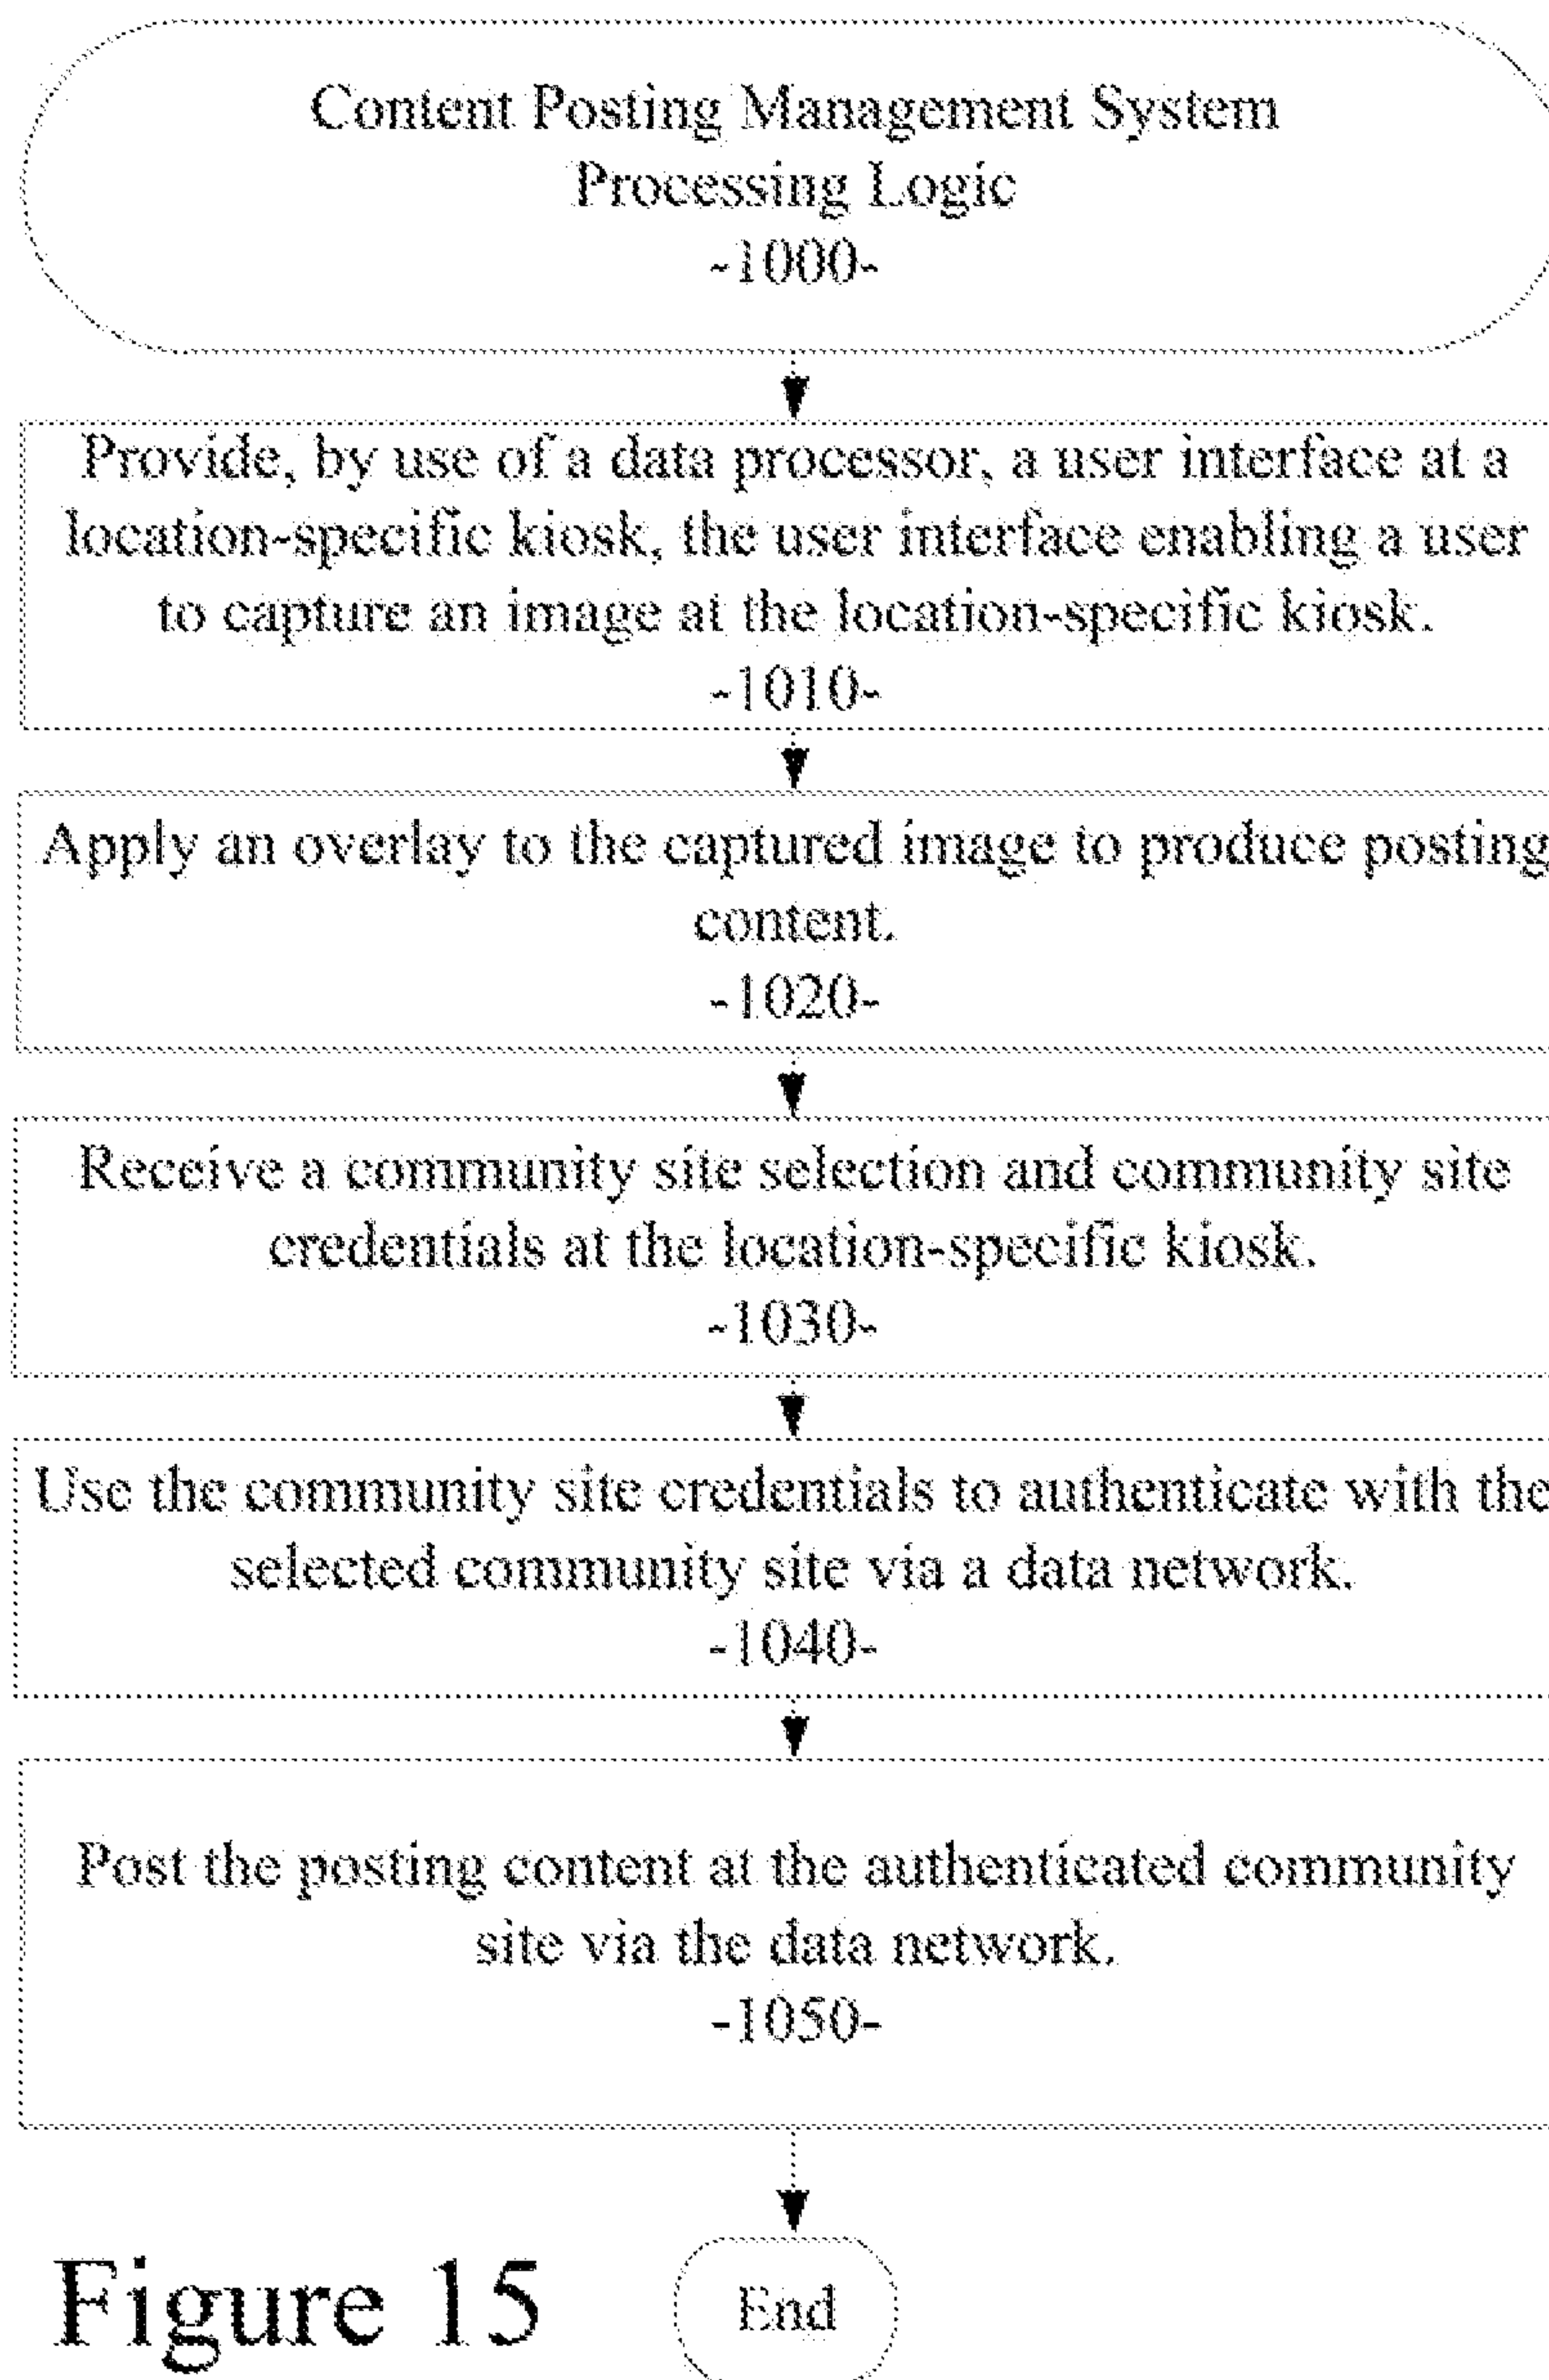 Content Posting Management System
Processing Logic
-1000-
Provide, by use of a data processor, a user interface at a
location-specific kiosk, the user interface enabling a user
to capture an image at the location-specific kiosk.
-1010-
Apply an overlay to the captured image to produce posting
content.
-1020-
Receive a community site selection and community site
credentials at the location-specific kiosk.
-1030-
Use the community site credentials to authenticate with the
selected community site via a data network.
-1040-
Post the posting content at the authenticated community
site via the data network.
-1050-
Figure 15
End